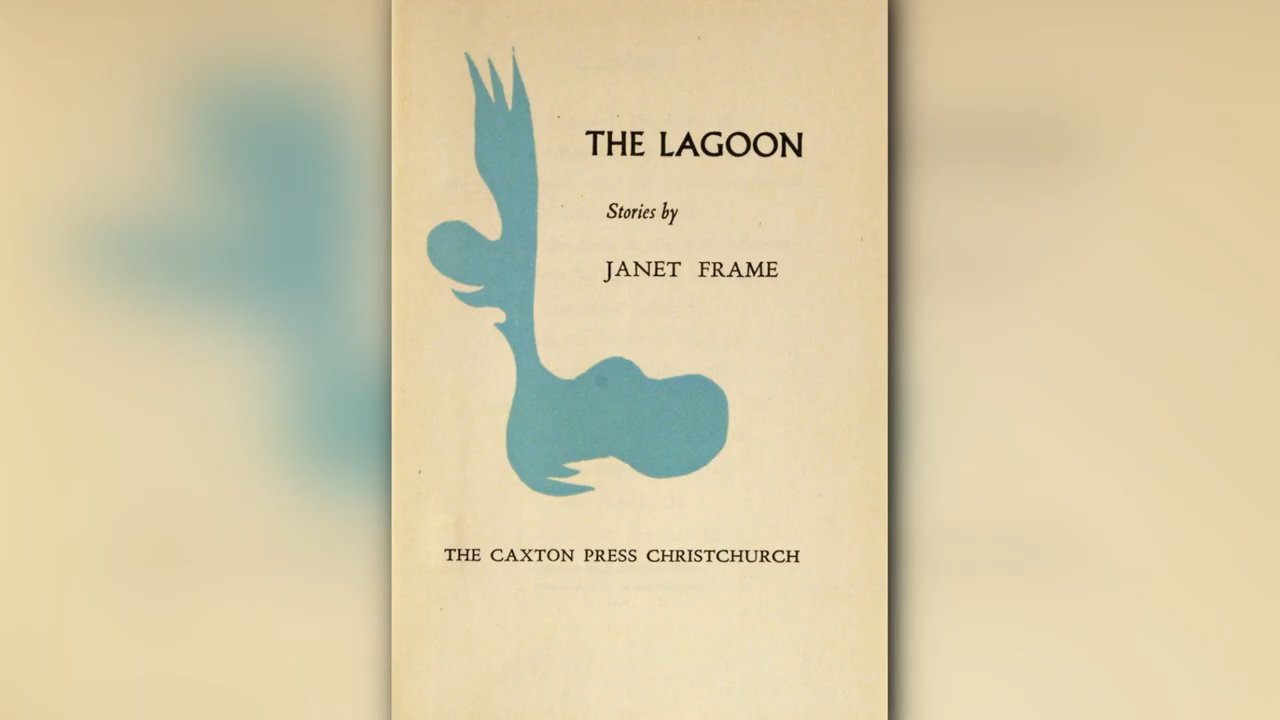 THE LAGOON
Stories by
JANET FRAME
THE CAXTON PRESS CHRISTCHURCH